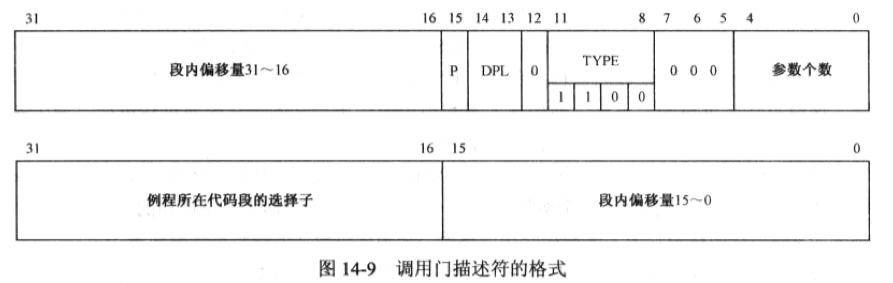 31 16 15 14 13 12 11 8 7 6 5 4 0
段内偏移量31～16 P DPL 0 TYPE 0 0 0 参数个数
1 1 0 0
31 16 15 0
例程所在代码段的选择子 段内偏移量15～0
图 14-9 调用门描述符的格式